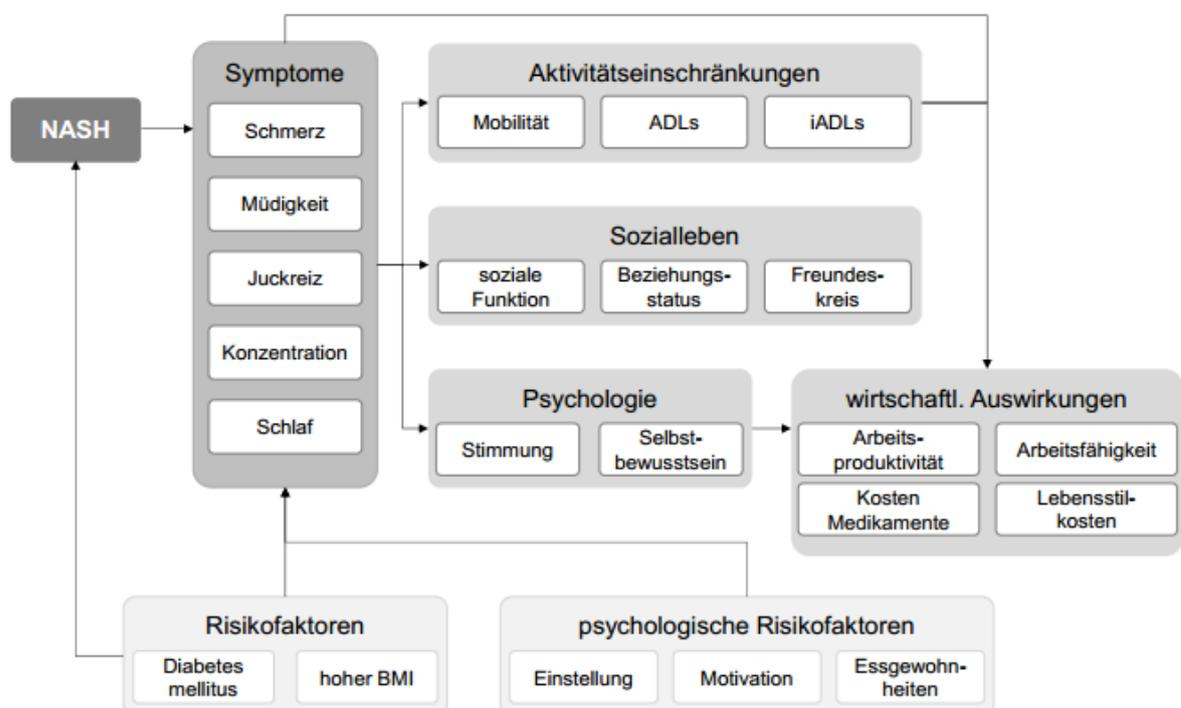 NASH
Symptome
Schmerz
Müdigkeit
Juckreiz
Konzentration
Schlaf
Aktivitätseinschränkungen
Mobilität
ADLs
iADLs
Sozialleben
soziale
Funktion
Beziehungs-
status
Freundes-
kreis
Psychologie
Stimmung
Selbst-
bewusstsein
wirtschaftl. Auswirkungen
Arbeits-
produktivität
Arbeitsfähigkeit
Kosten
Medikamente
Lebensstil-
kosten
Risikofaktoren
Diabetes
mellitus
hoher BMI
psychologische Risikofaktoren
Einstellung
Motivation
Essgewohn-
heiten